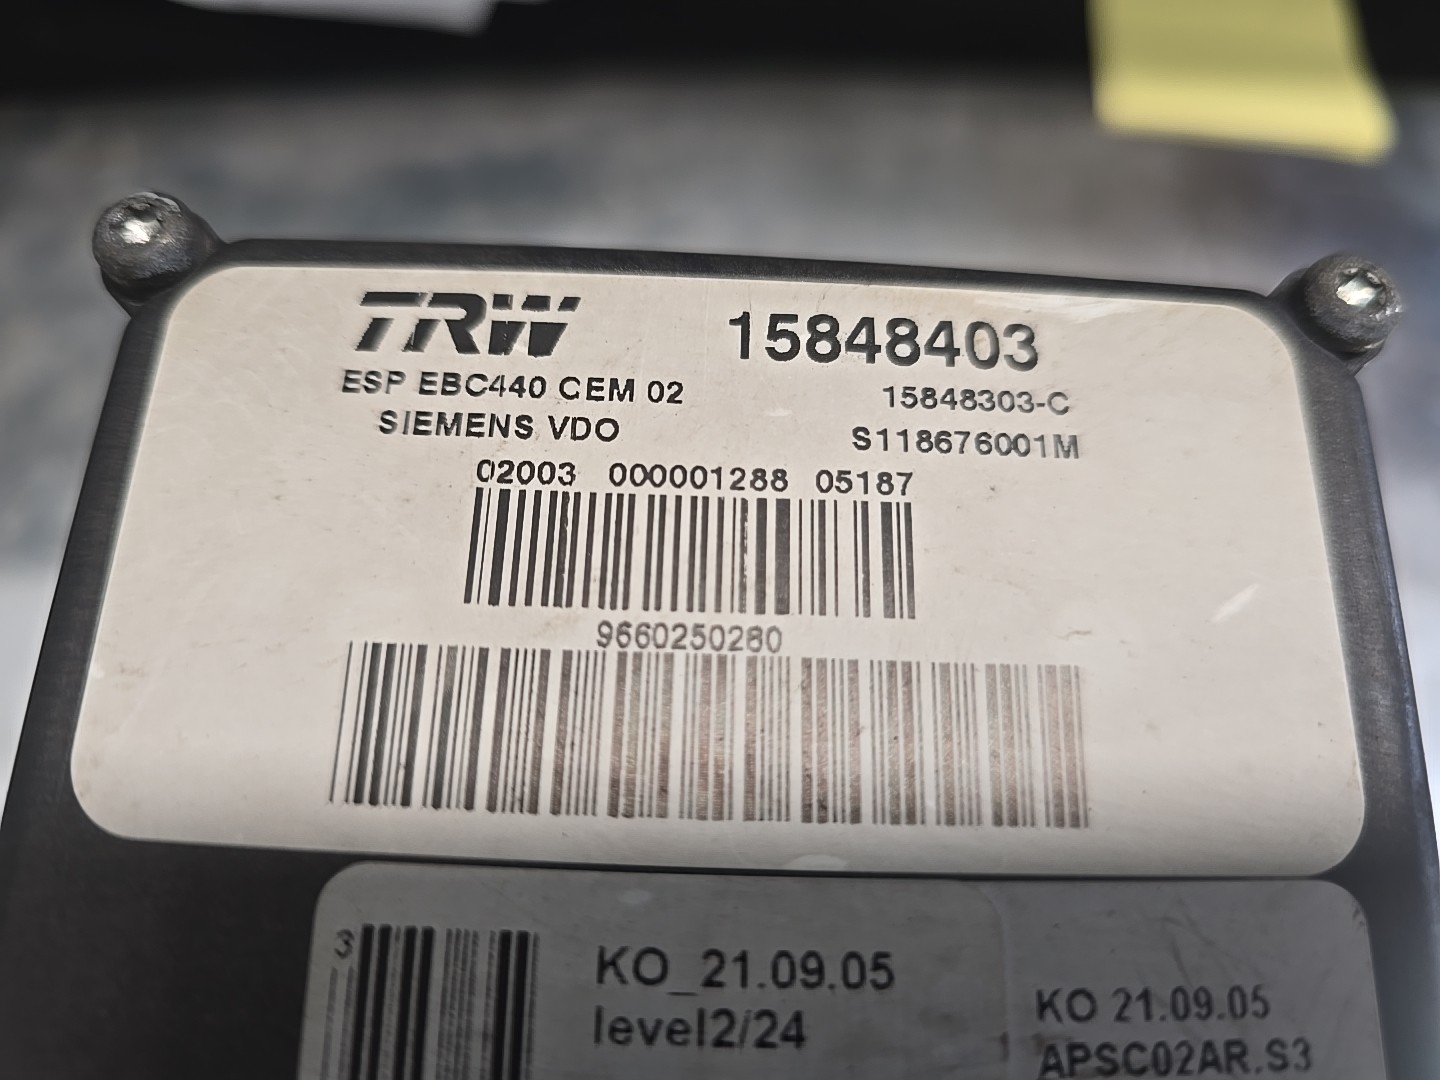 TRW 15848403
ESP EBC440 CEM 02 15848303-C
SIEMENS VDO S118676001M
02003 000001288 05187
9660250280
3
KO_21.09.05
level2/24
KO 21.09.05
APSC02AR.S3